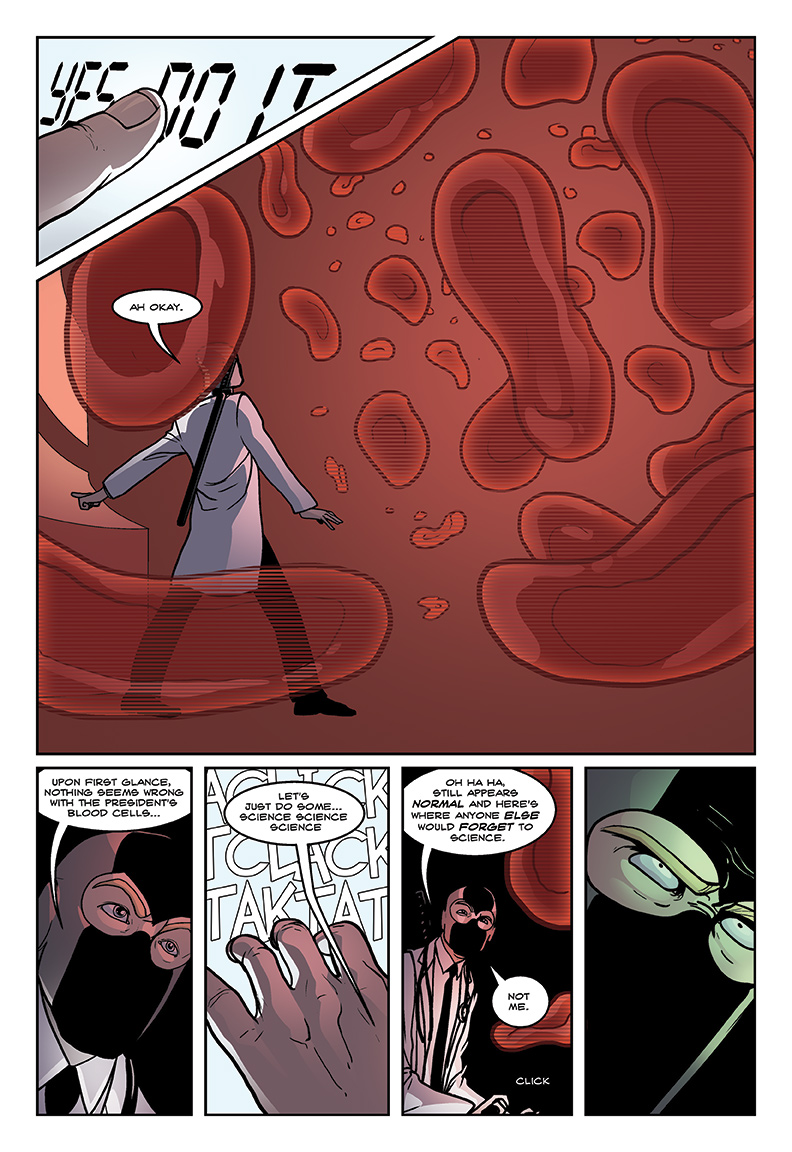 YES DO IT
AH OKAY.
UPON FIRST GLANCE,
NOTHING SEEMS WRONG
WITH THE PRESIDENT'S
BLOOD CELLS...
ACLICK
TCLACK
TAKTAT
LET'S
JUST DO SOME...
SCIENCE SCIENCE
SCIENCE
OH HA HA,
STILL APPEARS
NORMAL AND HERE'S
WHERE ANYONE ELSE
WOULD FORGET TO
SCIENCE.
NOT
ME.
CLICK